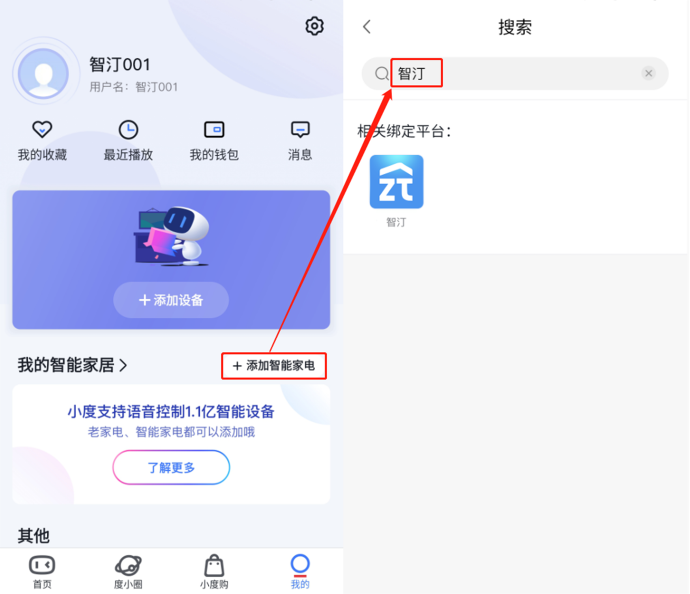 智汀001
用户名：智汀001
我的收藏
最近播放
我的钱包
消息
+ 添加设备
我的智能家居 >
+ 添加智能家电
小度支持语音控制1.1亿智能设备
老家电、智能家电都可以添加哦
了解更多
其他
首页
度小圈
小度购
我的
搜索
智汀
相关绑定平台：
智汀